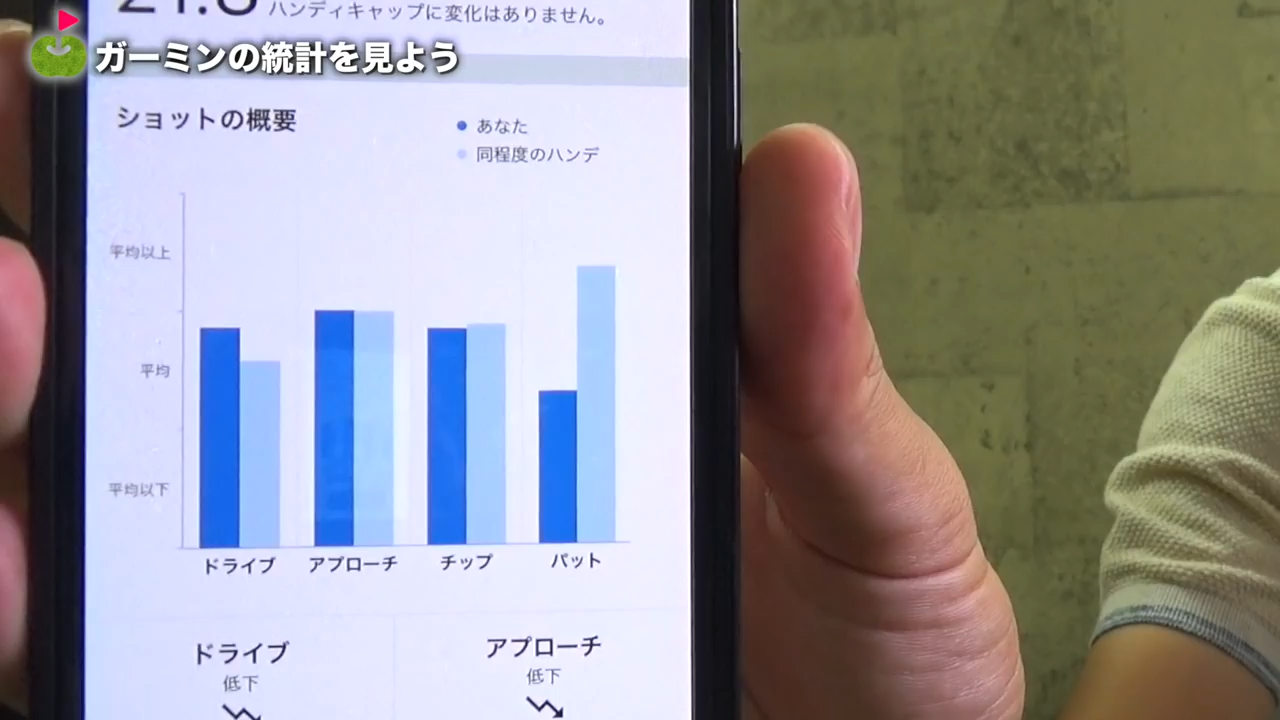 ハンディキャップに変化はありません。
ガーミンの統計を見よう
ショットの概要
あなた
同程度のハンデ
平均以上
平均
平均以下
ドライブ アプローチ チップ パット
ドライブ アプローチ
低下 低下